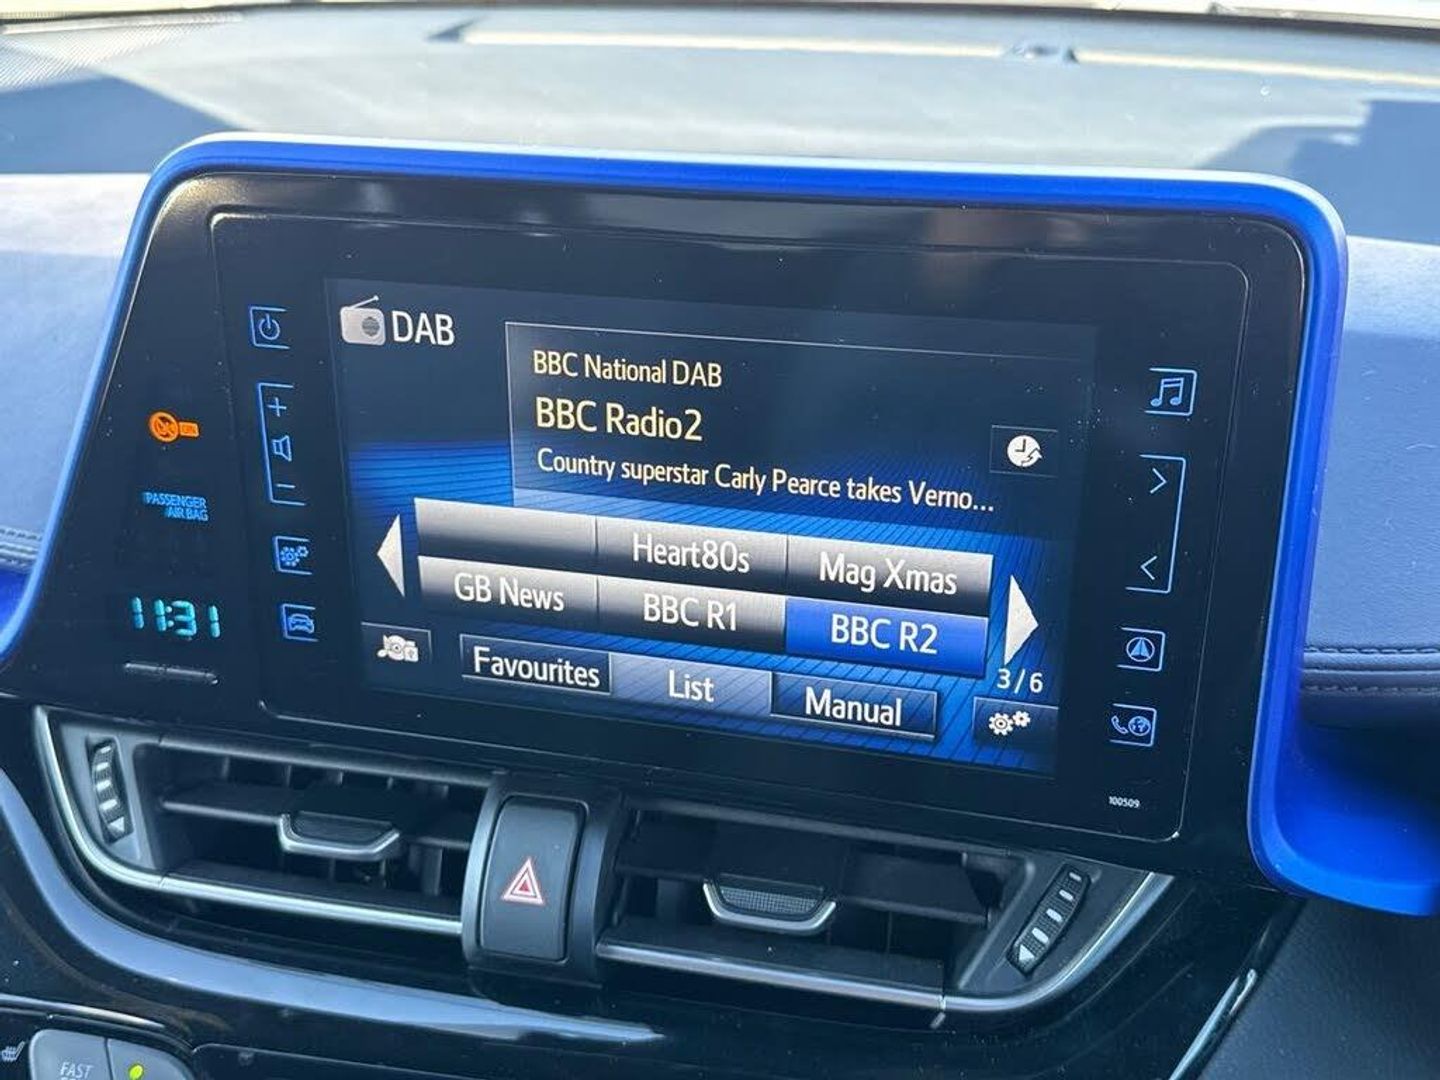 DAB
BBC National DAB
BBC Radio2
Country superstar Carly Pearce takes Verno...
Heart80s
Mag Xmas
GB News
BBC R1
BBC R2
Favourites
List
Manual
3/6
ON
PASSENGER
AIR BAG
11:31
100509
FAST